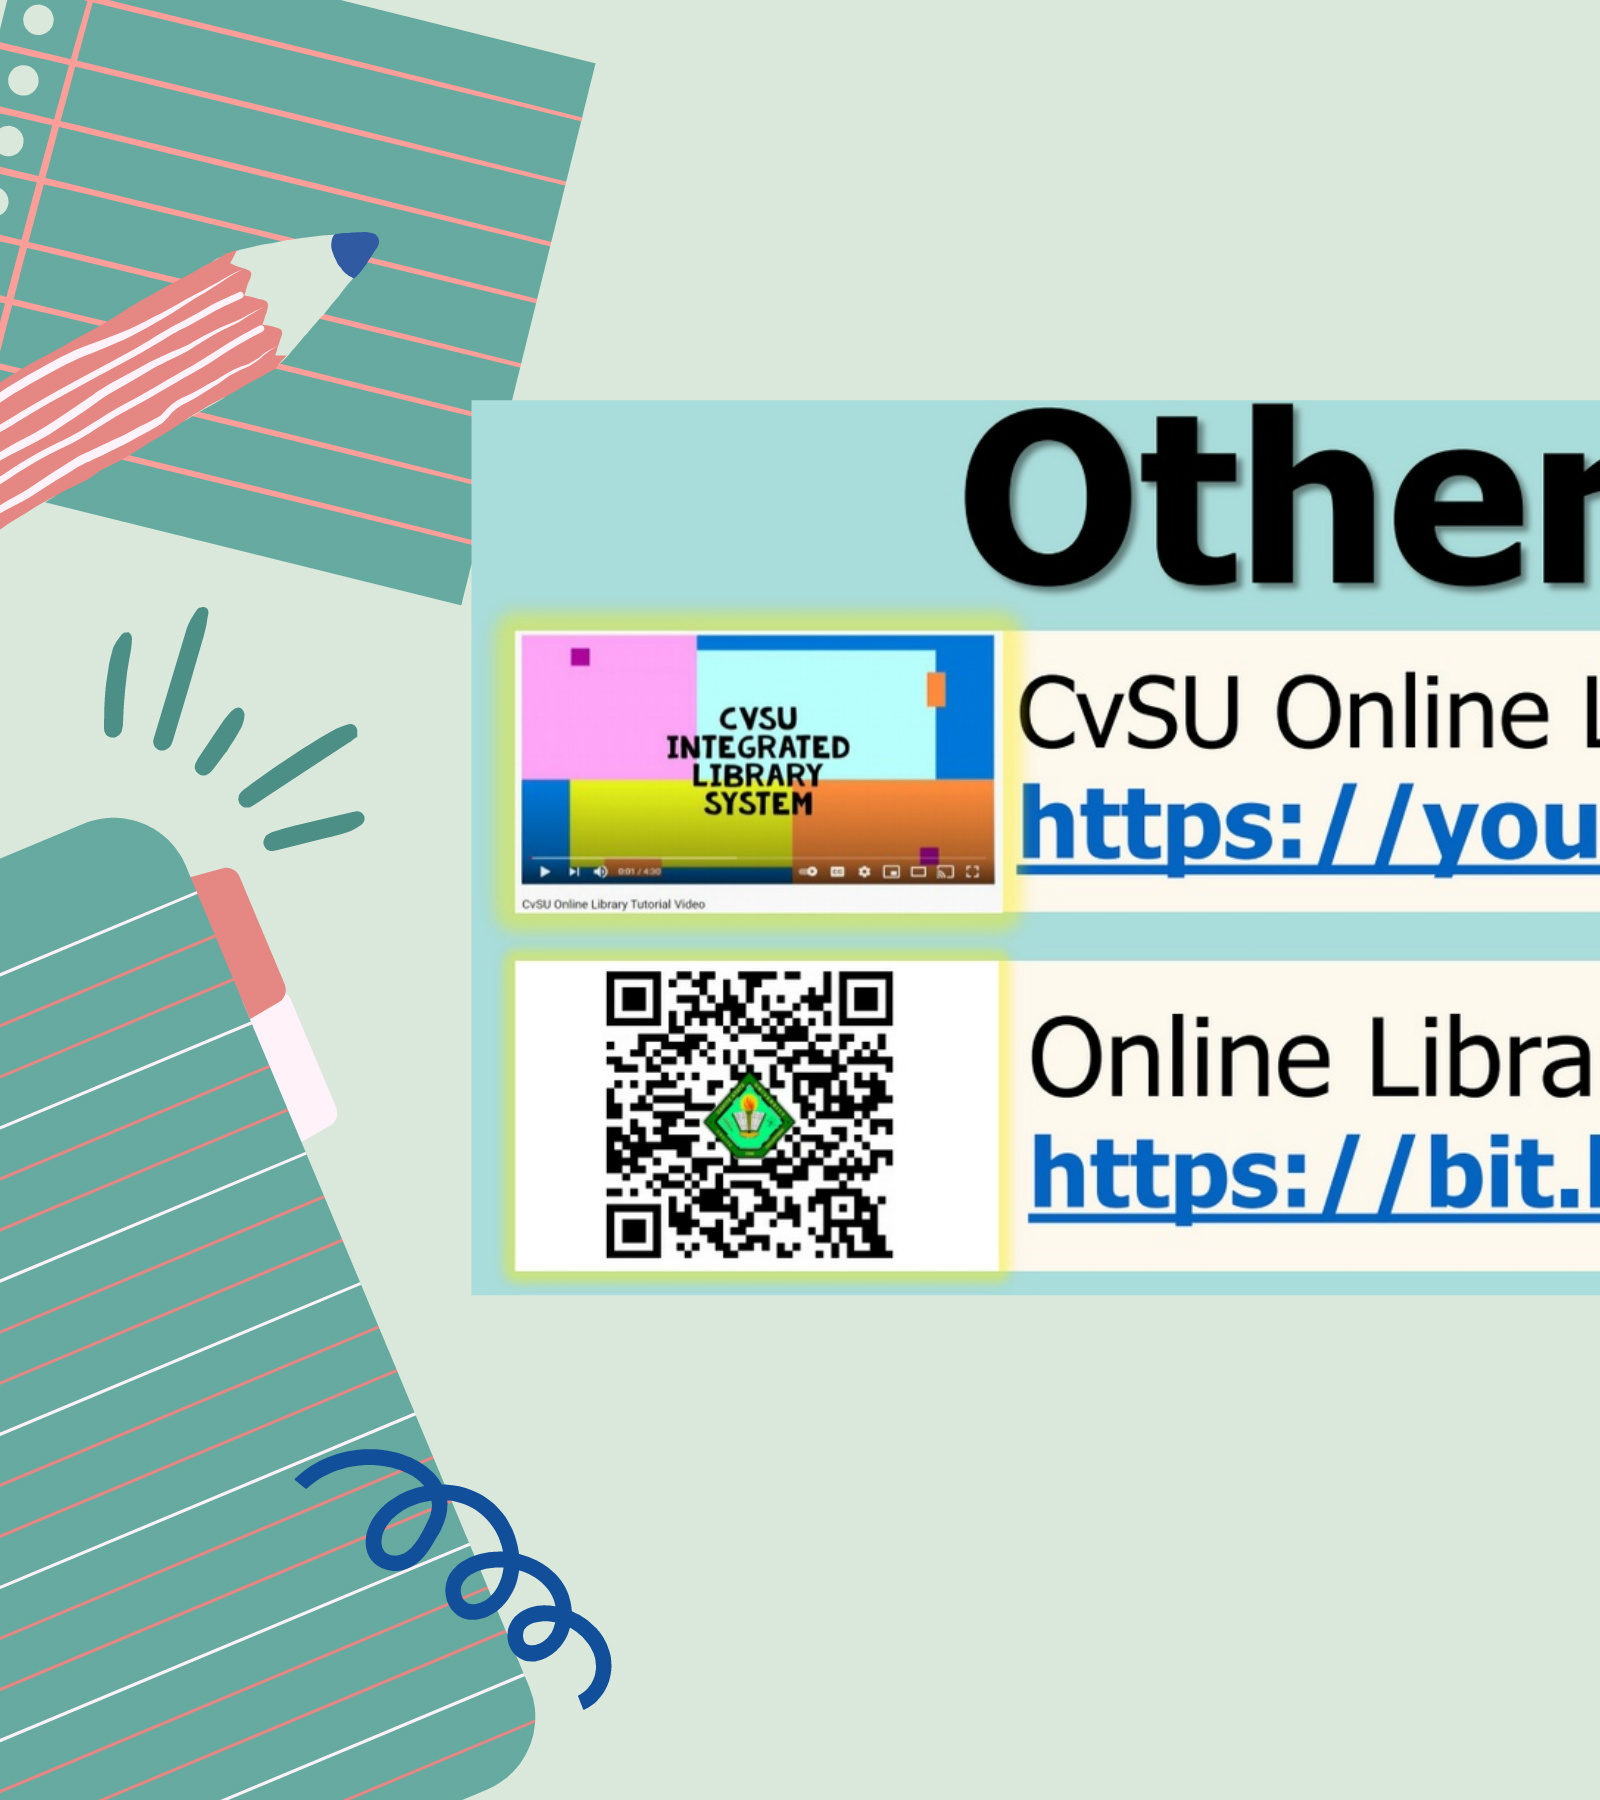 Other
CVSU
INTEGRATED
LIBRARY
SYSTEM
0:01 / 4:30
CvSU Online Library Tutorial Video
CvSU Online L
https://you
Online Libra
https://bit.l